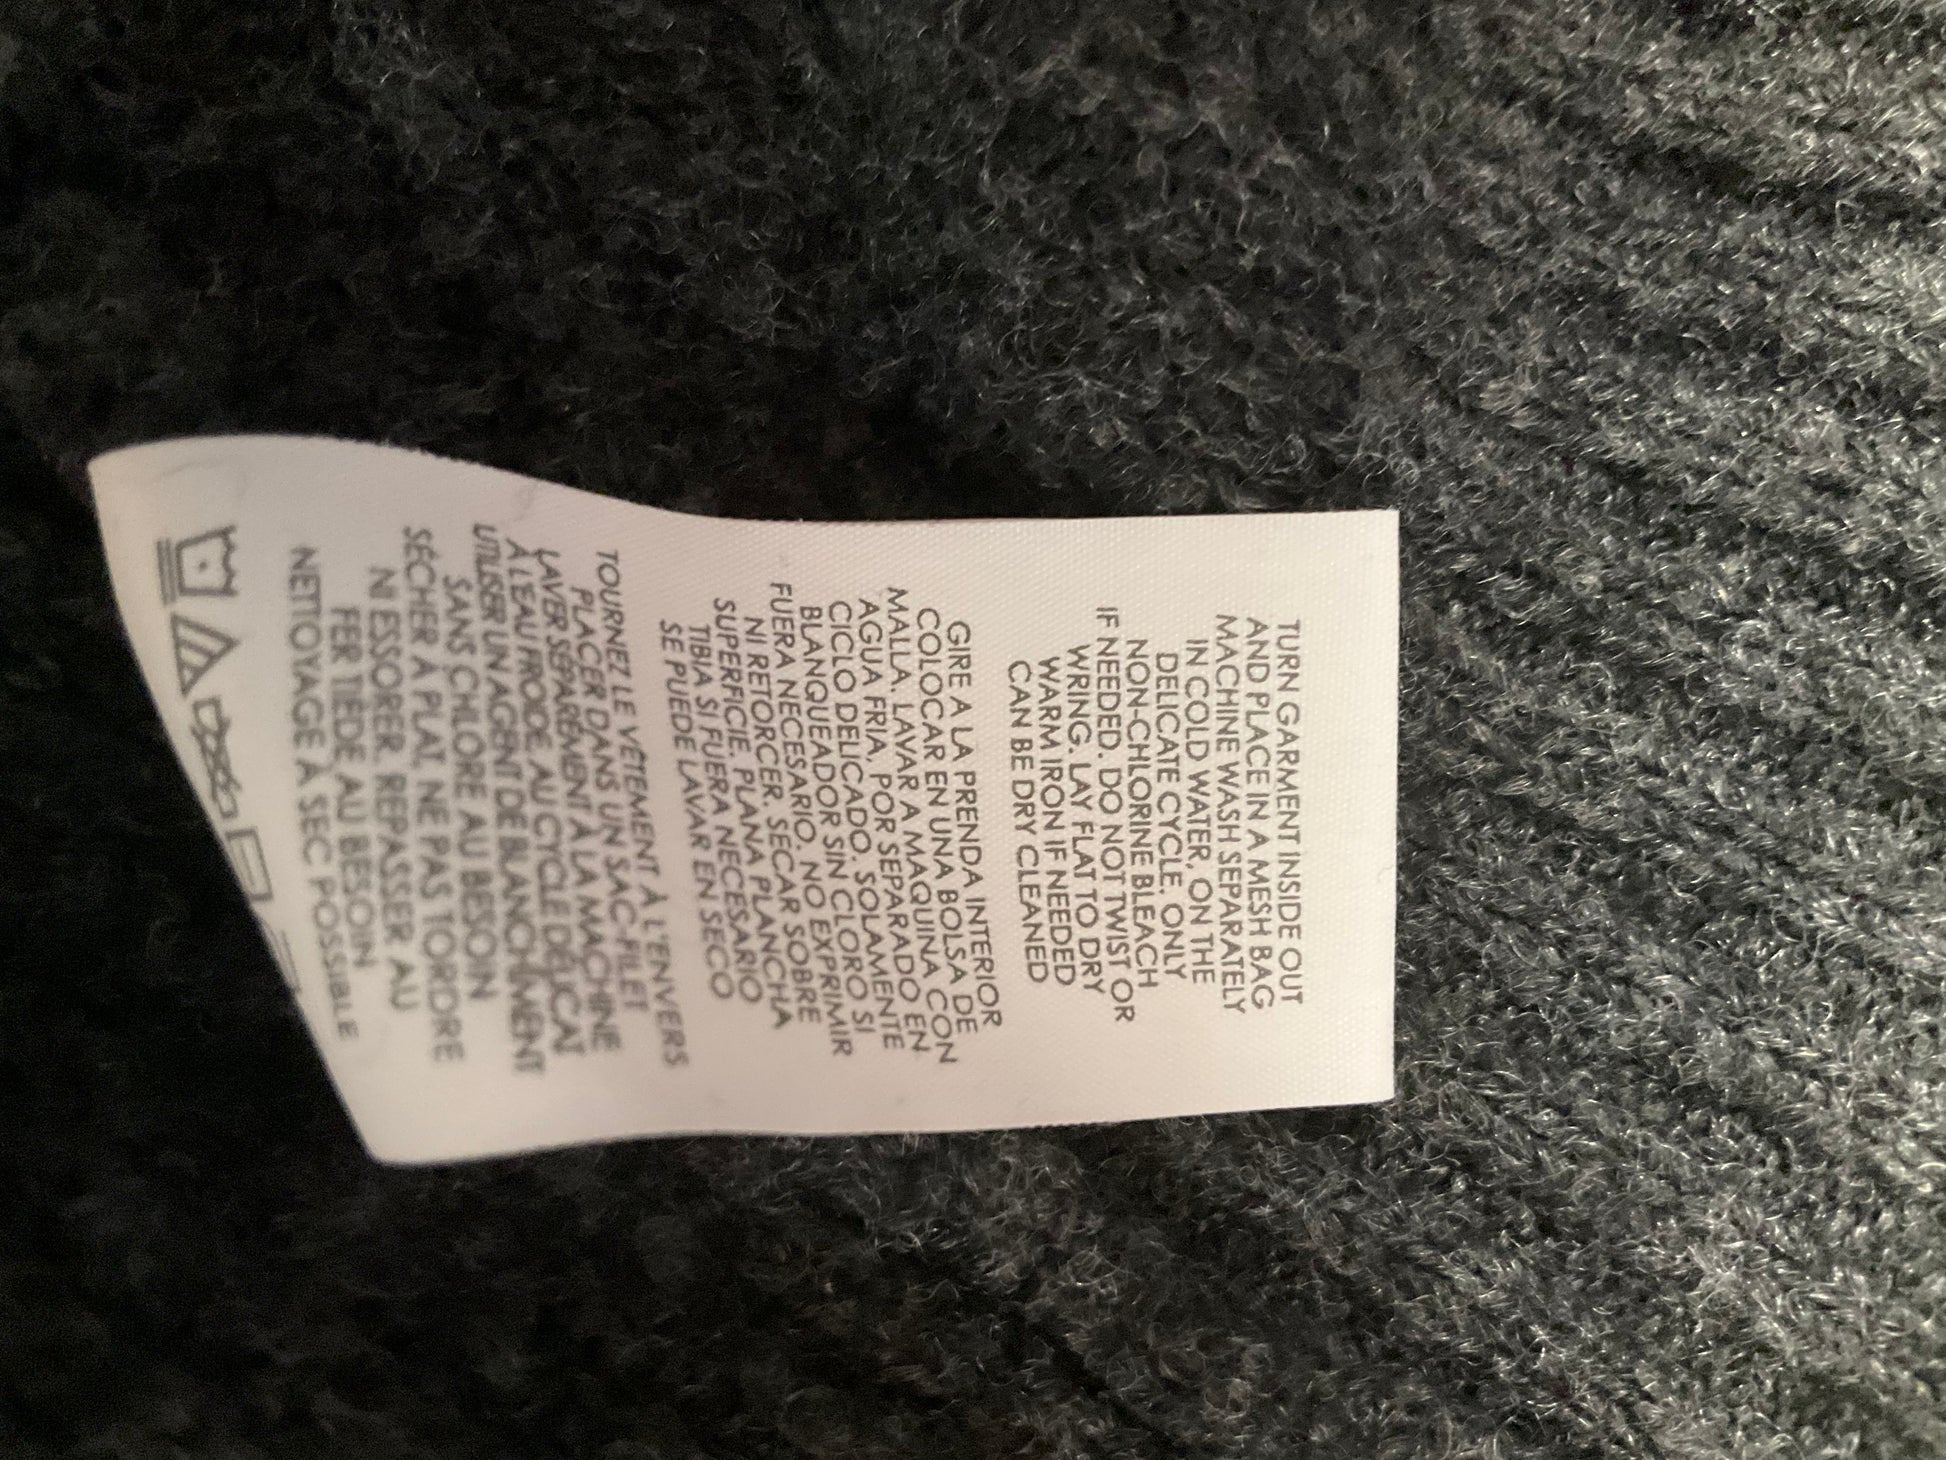 TURN GARMENT INSIDE OUT
AND PLACE IN A MESH BAG
MACHINE WASH SEPARATELY
IN COLD WATER, ON THE
DELICATE CYCLE. ONLY
NON-CHLORINE BLEACH
IF NEEDED. DO NOT TWIST OR
WRING. LAY FLAT TO DRY
WARM IRON IF NEEDED
CAN BE DRY CLEANED
GIRE A LA PRENDA INTERIOR
COLOCAR EN UNA BOLSA DE
MALLA. LAVAR A MAQUINA CON
AGUA FRIA, POR SEPARADO EN
CICLO DELICADO. SOLAMENTE
BLANQUEADOR SIN CLORO SI
FUERA NECESARIO. NO EXPRIMIR
NI RETORCER. SECAR SOBRE
SUPERFICIE. PLANA PLANCHA
TIBIA SI FUERA NECESARIO
SE PUEDE LAVAR EN SECO
TOURNEZ LE VÊTEMENT À L'ENVERS
PLACER DANS UN SAC-FILET
LAVER SÉPARÉMENT À LA MACHINE
À L'EAU FROIDE, AU CYCLE DÉLICAT
UTILISER UN AGENT DE BLANCHIMENT
SANS CHLORE AU BESOIN
SÉCHER À PLAT, NE PAS TORDRE
NI ESSORER. REPASSER AU
FER TIÈDE AU BESOIN
NETTOYAGE À SEC POSSIBLE